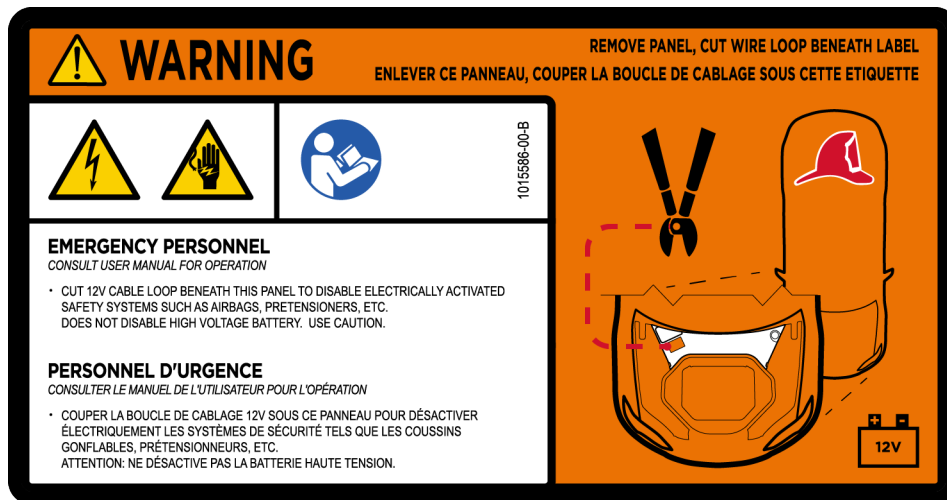 WARNING
REMOVE PANEL, CUT WIRE LOOP BENEATH LABEL
ENLEVER CE PANNEAU, COUPER LA BOUCLE DE CABLAGE SOUS CETTE ETIQUETTE
1015586-00-B
EMERGENCY PERSONNEL
CONSULT USER MANUAL FOR OPERATION
• CUT 12V CABLE LOOP BENEATH THIS PANEL TO DISABLE ELECTRICALLY ACTIVATED
SAFETY SYSTEMS SUCH AS AIRBAGS, PRETENSIONERS, ETC.
DOES NOT DISABLE HIGH VOLTAGE BATTERY. USE CAUTION.
PERSONNEL D'URGENCE
CONSULTER LE MANUEL DE L'UTILISATEUR POUR L'OPÉRATION
• COUPER LA BOUCLE DE CABLAGE 12V SOUS CE PANNEAU POUR DÉSACTIVER
ÉLECTRIQUEMENT LES SYSTÈMES DE SÉCURITÉ TELS QUE LES COUSSINS
GONFLABLES, PRÉTENSIONNEURS, ETC.
ATTENTION: NE DÉSACTIVE PAS LA BATTERIE HAUTE TENSION.
12V